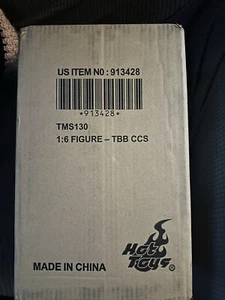 US ITEM NO : 913428
*913428*
TMS130
1:6 FIGURE – TBB CCS
Hot Toys
MADE IN CHINA